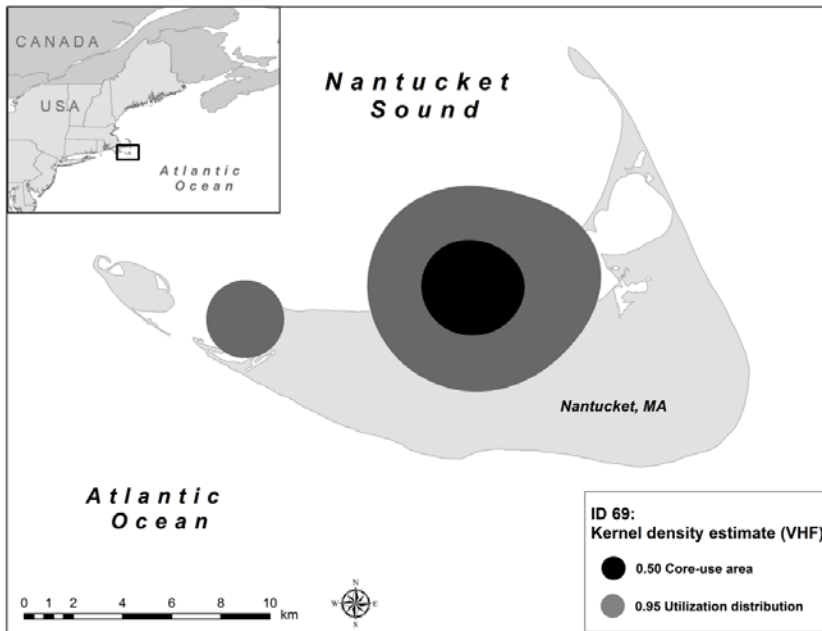 CANADA
USA
Atlantic
Ocean
Nantucket
Sound
Nantucket, MA
Atlantic
Ocean
ID 69:
Kernel density estimate (VHF)
0.50 Core-use area
0.95 Utilization distribution
0 1 2 4 6 8 10
km
N
W E
S